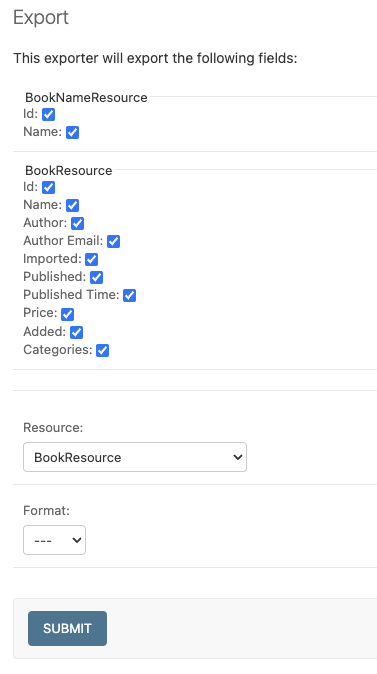 Export
This exporter will export the following fields:
BookNameResource
Id:
Name:
BookResource
Id:
Name:
Author:
Author Email:
Imported:
Published:
Published Time:
Price:
Added:
Categories:
Resource:
BookResource
Format:
---
SUBMIT